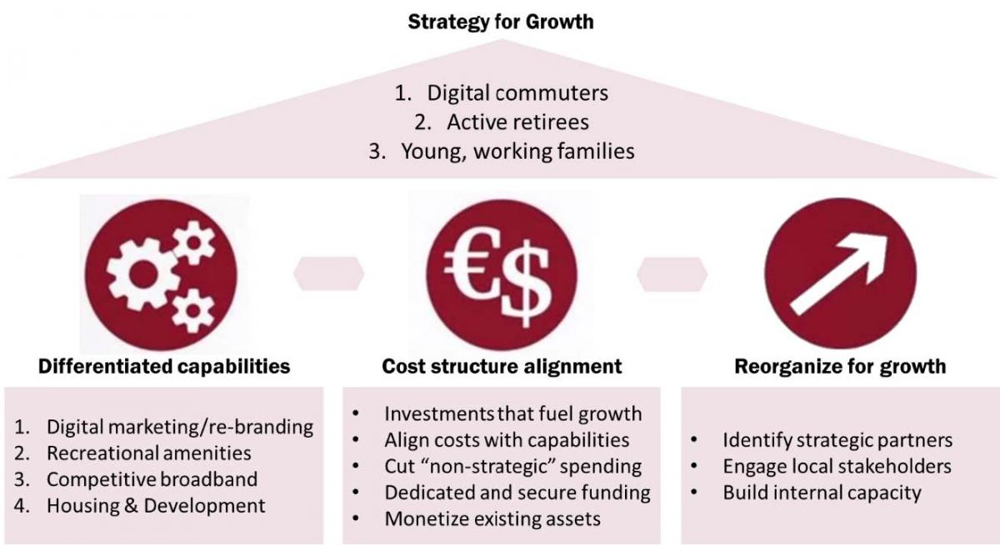 Strategy for Growth
1. Digital commuters
2. Active retirees
3. Young, working families
€$
Differentiated capabilities
1. Digital marketing/re-branding
2. Recreational amenities
3. Competitive broadband
4. Housing & Development
Cost structure alignment
• Investments that fuel growth
• Align costs with capabilities
• Cut “non-strategic” spending
• Dedicated and secure funding
• Monetize existing assets
Reorganize for growth
• Identify strategic partners
• Engage local stakeholders
• Build internal capacity